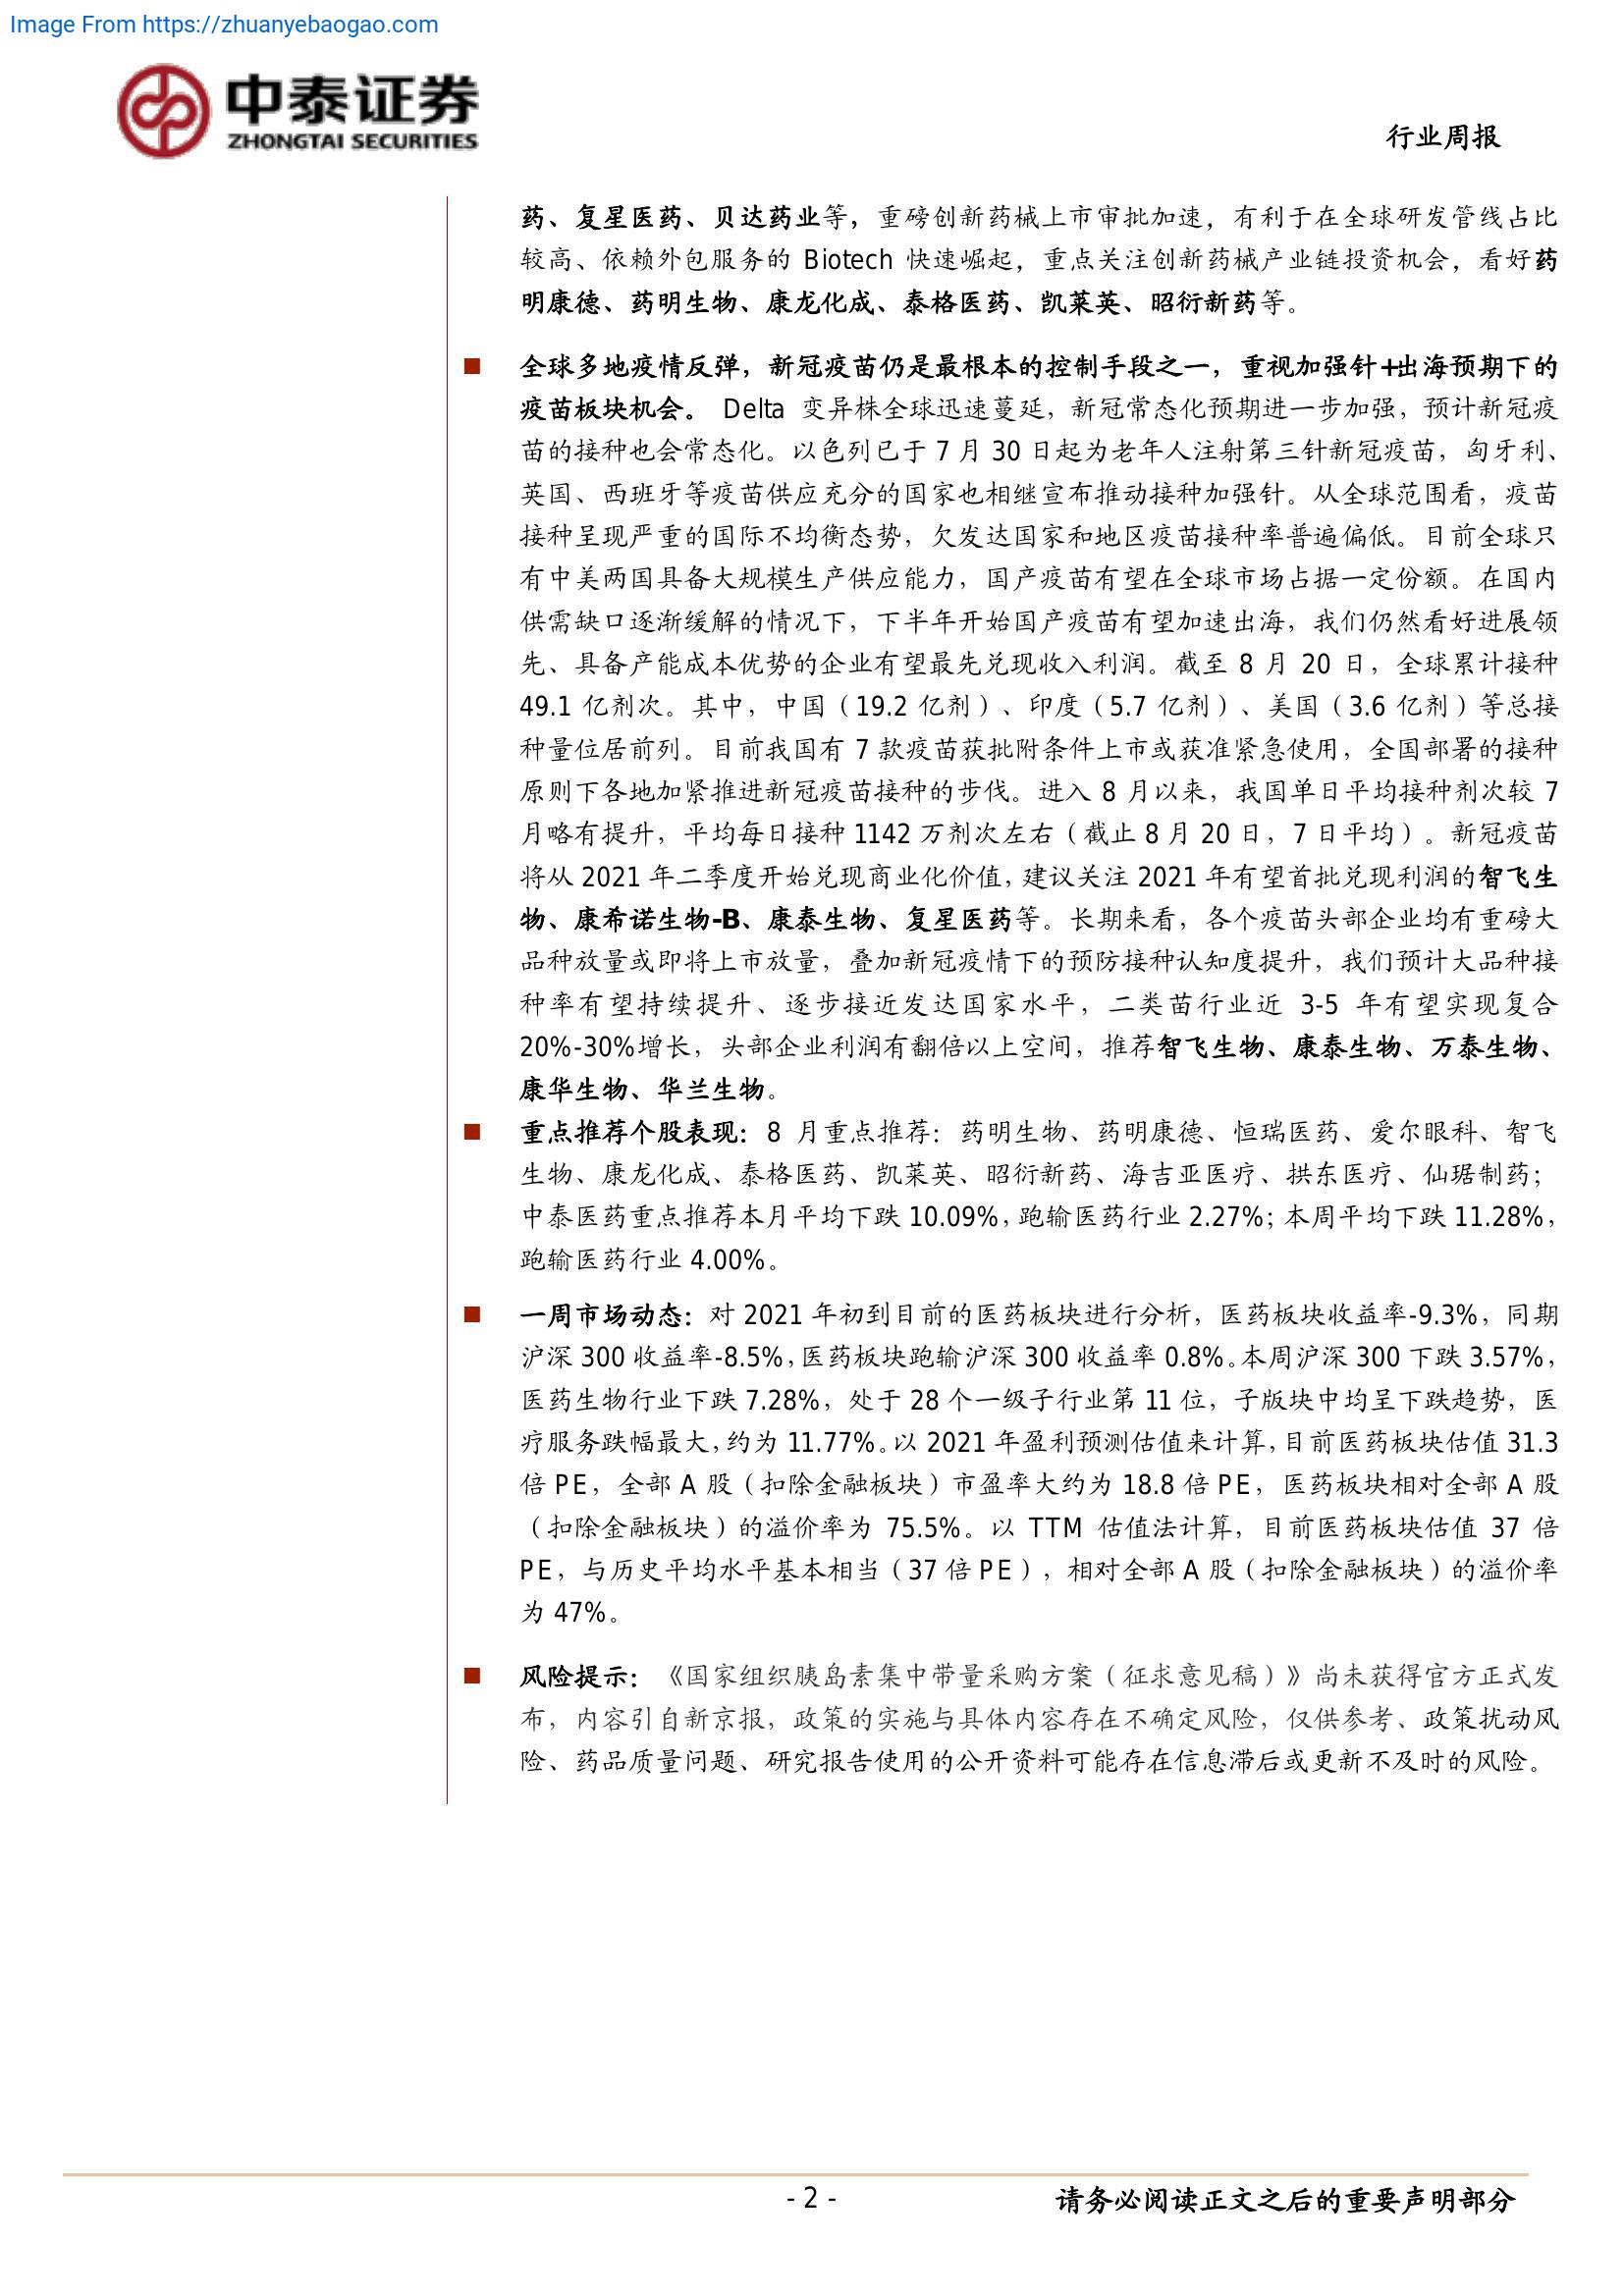 Image From https://zhuanyebaogao.com
中泰证券
ZHONGTAI SECURITIES
行业周报
药、复星医药、贝达药业等，重磅创新药械上市审批加速，有利于在全球研发管线占比
较高、依赖外包服务的 Biotech 快速崛起，重点关注创新药械产业链投资机会，看好药
明康德、药明生物、康龙化成、泰格医药、凯莱英、昭衍新药等。
■ 全球多地疫情反弹，新冠疫苗仍是最根本的控制手段之一，重视加强针+出海预期下的
疫苗板块机会。 Delta 变异株全球迅速蔓延，新冠常态化预期进一步加强，预计新冠疫
苗的接种也会常态化。以色列已于 7 月 30 日起为老年人注射第三针新冠疫苗，匈牙利、
英国、西班牙等疫苗供应充分的国家也相继宣布推动接种加强针。从全球范围看，疫苗
接种呈现严重的国际不均衡态势，欠发达国家和地区疫苗接种率普遍偏低。目前全球只
有中美两国具备大规模生产供应能力，国产疫苗有望在全球市场占据一定份额。在国内
供需缺口逐渐缓解的情况下，下半年开始国产疫苗有望加速出海，我们仍然看好进展领
先、具备产能成本优势的企业有望最先兑现收入利润。截至 8 月 20 日，全球累计接种
49.1 亿剂次。其中，中国（19.2 亿剂）、印度（5.7 亿剂）、美国（3.6 亿剂）等总接
种量位居前列。目前我国有 7 款疫苗获批附条件上市或获准紧急使用，全国部署的接种
原则下各地加紧推进新冠疫苗接种的步伐。进入 8 月以来，我国单日平均接种剂次较 7
月略有提升，平均每日接种 1142 万剂次左右（截止 8 月 20 日，7 日平均）。新冠疫苗
将从 2021 年二季度开始兑现商业化价值，建议关注 2021 年有望首批兑现利润的智飞生
物、康希诺生物-B、康泰生物、复星医药等。长期来看，各个疫苗头部企业均有重磅大
品种放量或即将上市放量，叠加新冠疫情下的预防接种认知度提升，我们预计大品种接
种率有望持续提升、逐步接近发达国家水平，二类苗行业近 3-5 年有望实现复合
20%-30%增长，头部企业利润有翻倍以上空间，推荐智飞生物、康泰生物、万泰生物、
康华生物、华兰生物。
■ 重点推荐个股表现：8 月重点推荐：药明生物、药明康德、恒瑞医药、爱尔眼科、智飞
生物、康龙化成、泰格医药、凯莱英、昭衍新药、海吉亚医疗、拱东医疗、仙琚制药；
中泰医药重点推荐本月平均下跌 10.09%，跑输医药行业 2.27%；本周平均下跌 11.28%，
跑输医药行业 4.00%。
■ 一周市场动态：对 2021 年初到目前的医药板块进行分析，医药板块收益率-9.3%，同期
沪深 300 收益率-8.5%，医药板块跑输沪深 300 收益率 0.8%。本周沪深 300 下跌 3.57%，
医药生物行业下跌 7.28%，处于 28 个一级子行业第 11 位，子版块中均呈下跌趋势，医
疗服务跌幅最大，约为 11.77%。以 2021 年盈利预测估值来计算，目前医药板块估值 31.3
倍 PE，全部 A 股（扣除金融板块）市盈率大约为 18.8 倍 PE，医药板块相对全部 A 股
（扣除金融板块）的溢价率为 75.5%。以 TTM 估值法计算，目前医药板块估值 37 倍
PE，与历史平均水平基本相当（37 倍 PE），相对全部 A 股（扣除金融板块）的溢价率
为 47%。
■ 风险提示：《国家组织胰岛素集中带量采购方案（征求意见稿）》尚未获得官方正式发
布，内容引自新京报，政策的实施与具体内容存在不确定风险，仅供参考、政策扰动风
险、药品质量问题、研究报告使用的公开资料可能存在信息滞后或更新不及时的风险。
- 2 -
请务必阅读正文之后的重要声明部分